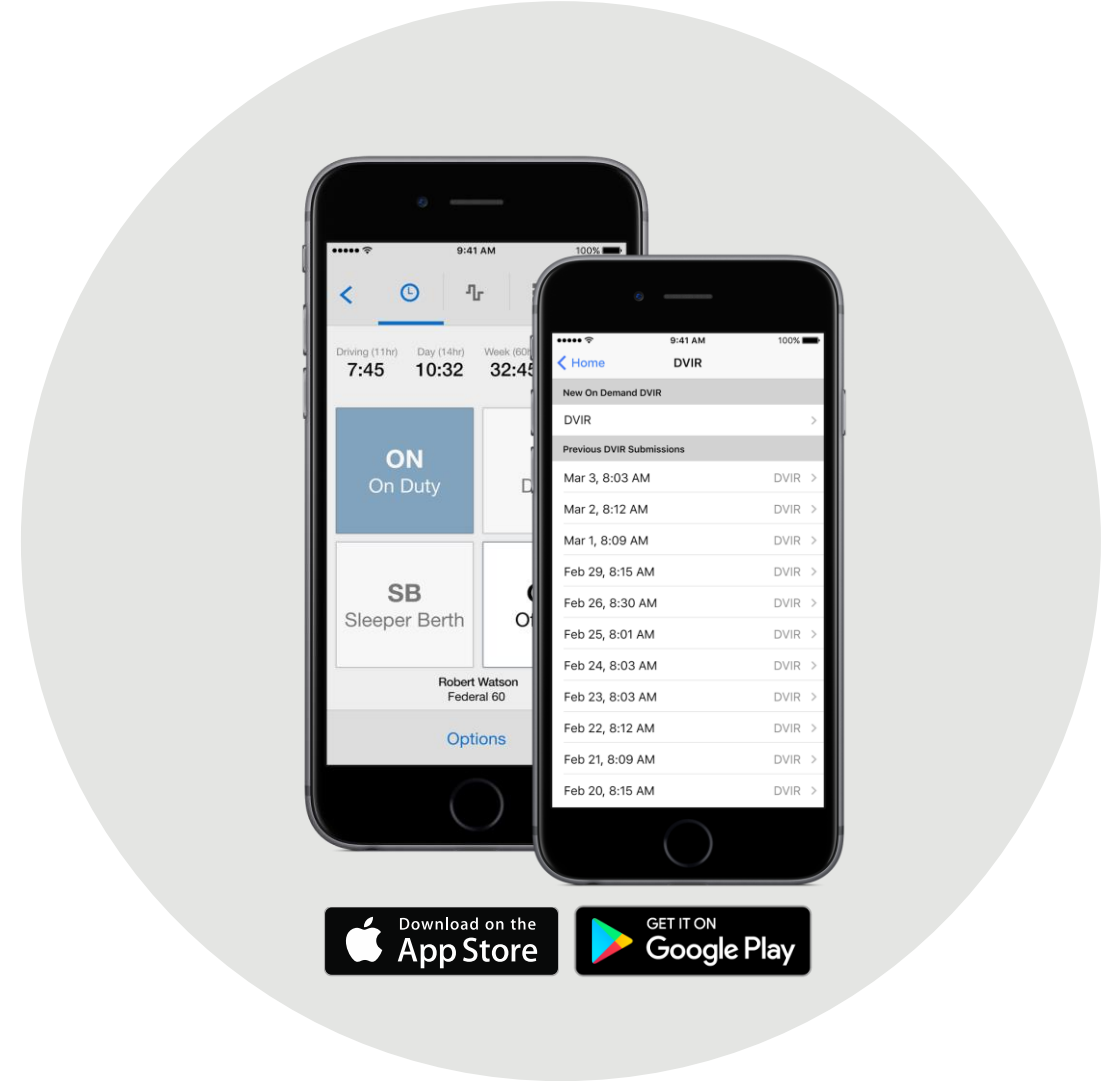 9:41 AM
100%
Driving (11hr)
Day (14hr)
Week (60
7:45
10:32
32:45
ON
On Duty
SB
Sleeper Berth
Robert Watson
Federal 60
Options
9:41 AM
100%
Home
DVIR
New On Demand DVIR
DVIR
Previous DVIR Submissions
Mar 3, 8:03 AM DVIR
Mar 2, 8:12 AM DVIR
Mar 1, 8:09 AM DVIR
Feb 29, 8:15 AM DVIR
Feb 26, 8:30 AM DVIR
Feb 25, 8:01 AM DVIR
Feb 24, 8:03 AM DVIR
Feb 23, 8:03 AM DVIR
Feb 22, 8:12 AM DVIR
Feb 21, 8:09 AM DVIR
Feb 20, 8:15 AM DVIR
Download on the
App Store
GET IT ON
Google Play